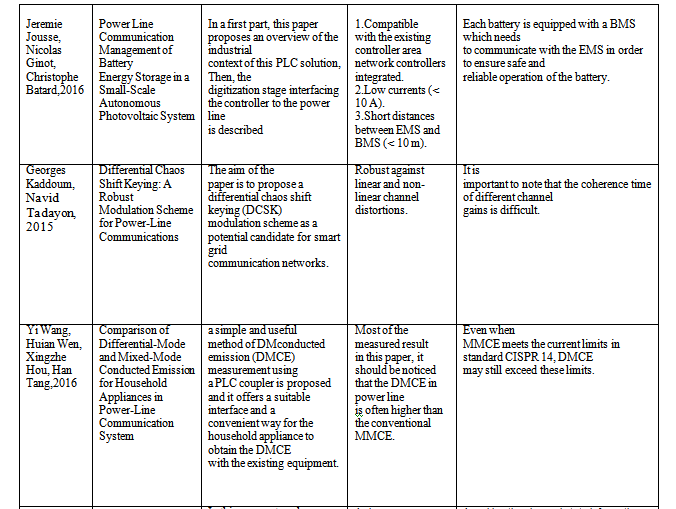 Jeremie
Jousse,
Nicolas
Ginot,
Christophe
Batard,2016
Power Line
Communication
Management of
Battery
Energy Storage in a
Small-Scale
Autonomous
Photovoltaic System
In a first part, this paper
proposes an overview of the
industrial
context of this PLC solution,
Then, the
digitization stage interfacing
the controller to the power
line
is described
1.Compatible
with the existing
controller area
network controllers
integrated.
2.Low currents (<
10 A).
3.Short distances
between EMS and
BMS (< 10 m).
Each battery is equipped with a BMS
which needs
to communicate with the EMS in order
to ensure safe and
reliable operation of the battery.
Georges
Kaddoum,
Navid
Tadayon,
2015
Differential Chaos
Shift Keying: A
Robust
Modulation Scheme
for Power-Line
Communications
The aim of the
paper is to propose a
differential chaos shift
keying (DCSK)
modulation scheme as a
potential candidate for smart
grid
communication networks.
Robust against
linear and non-
linear channel
distortions.
It is
important to note that the coherence time
of different channel
gains is difficult.
Yi Wang,
Huian Wen,
Xingzhe
Hou, Han
Tang,2016
Comparison of
Differential-Mode
and Mixed-Mode
Conducted Emission
for Household
Appliances in
Power-Line
Communication
System
a simple and useful
method of DMconducted
emission (DMCE)
measurement using
a PLC coupler is proposed
and it offers a suitable
interface and a
convenient way for the
household appliance to
obtain the DMCE
with the existing equipment.
Most of the
measured result
in this paper, it
should be noticed
that the DMCE in
power line
is often higher than
the conventional
MMCE.
Even when
MMCE meets the current limits in
standard CISPR 14, DMCE
may still exceed these limits.